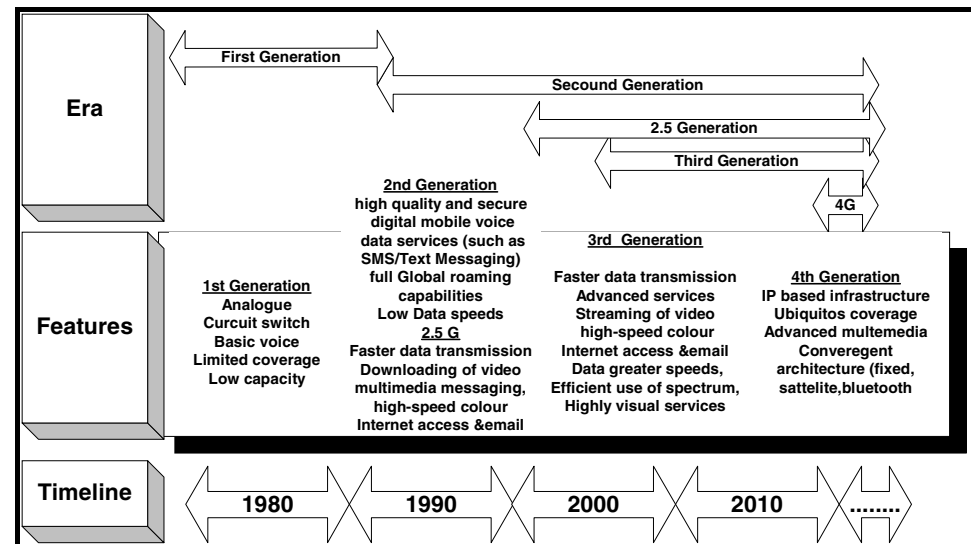 Era
First Generation
Secound Generation
2.5 Generation
Third Generation
4G
Features
1st Generation
Analogue
Curcuit switch
Basic voice
Limited coverage
Low capacity
2nd Generation
high quality and secure
digital mobile voice
data services (such as
SMS/Text Messaging)
full Global roaming
capabilities
Low Data speeds
2.5 G
Faster data transmission
Downloading of video
multimedia messaging,
high-speed colour
Internet access &email
3rd Generation
Faster data transmission
Advanced services
Streaming of video
high-speed colour
Internet access &email
Data greater speeds,
Efficient use of spectrum,
Highly visual services
4th Generation
IP based infrastructure
Ubiquitos coverage
Advanced multemedia
Converegent
architecture (fixed,
sattelite,bluetooth
Timeline
1980
1990
2000
2010
........